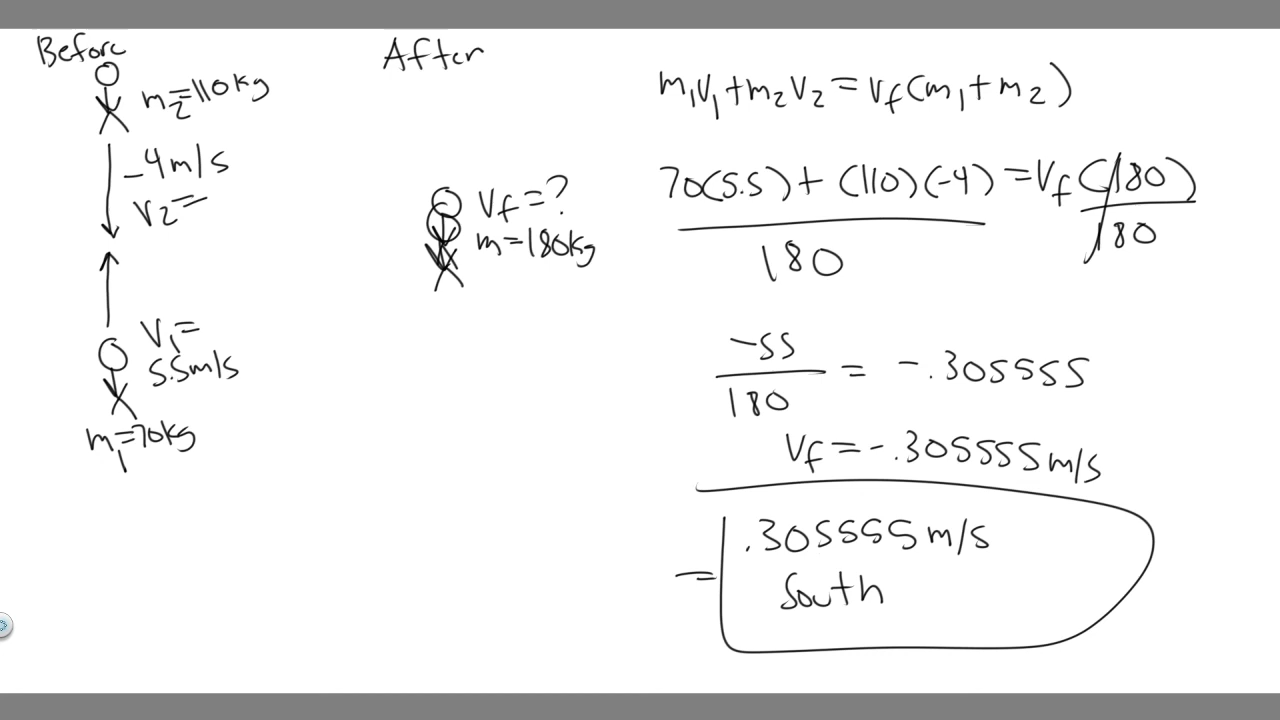 Before
m₂=110kg
-4m/s
v₂=
v₁=
5.5m/s
m₁=70kg
After
Vf=?
m=180kg
m₁v₁+m₂v₂=vf(m₁+m₂)
70(5.5)+(110)(-4)=Vf(180)
180
180
-55
180
= -.305555
Vf=-.305555m/s
= .305555m/s
South